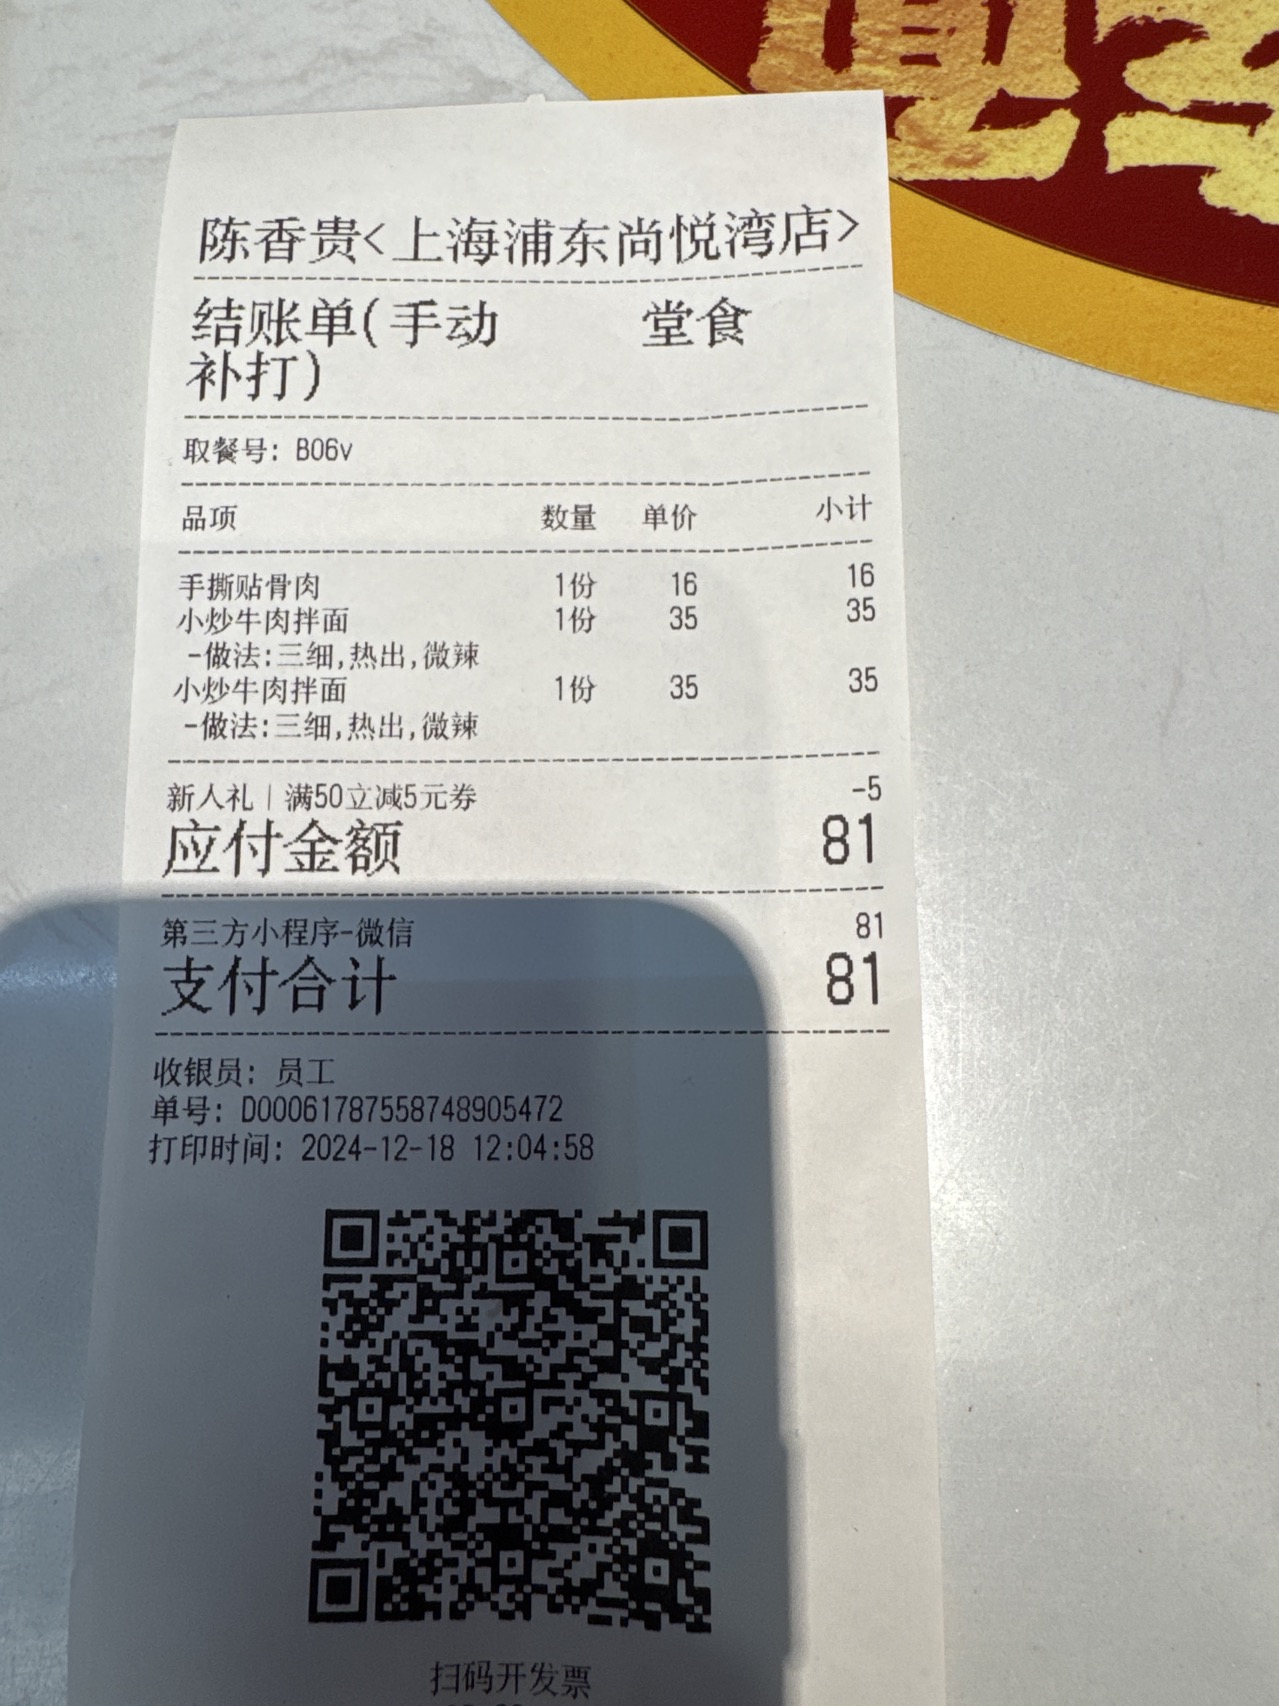 陈香贵<上海浦东尚悦湾店>
结账单(手动 堂食
补打)
取餐号: B06v
品项 数量 单价 小计
手撕贴骨肉 1份 16 16
小炒牛肉拌面 1份 35 35
-做法:三细,热出,微辣
小炒牛肉拌面 1份 35 35
-做法:三细,热出,微辣
新人礼|满50立减5元券 -5
应付金额 81
第三方小程序-微信 81
支付合计 81
收银员: 员工
单号: D00061787558748905472
打印时间: 2024-12-18 12:04:58
扫码开发票